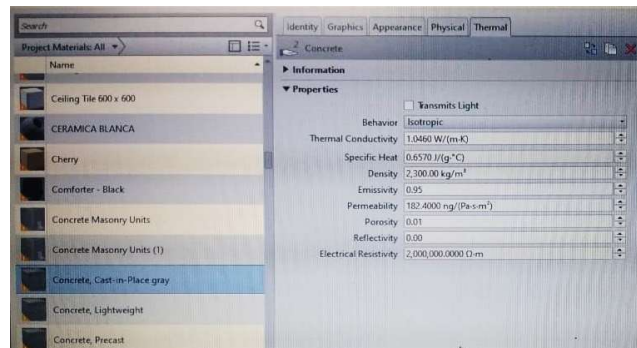 Search
Project Materials: All
Name
Ceiling Tile 600 x 600
CERAMICA BLANCA
Cherry
Comforter - Black
Concrete Masonry Units
Concrete Masonry Units (1)
Concrete, Cast-in-Place gray
Concrete, Lightweight
Concrete, Precast
Identity Graphics Appearance Physical Thermal
2 Concrete
Information
Properties
Transmits Light
Behavior Isotropic
Thermal Conductivity 1.0460 W/(m·K)
Specific Heat 0.6570 J/(g·°C)
Density 2,300.00 kg/m³
Emissivity 0.95
Permeability 182.4000 ng/(Pa·s·m²)
Porosity 0.01
Reflectivity 0.00
Electrical Resistivity 2,000,000.0000 Ω·m